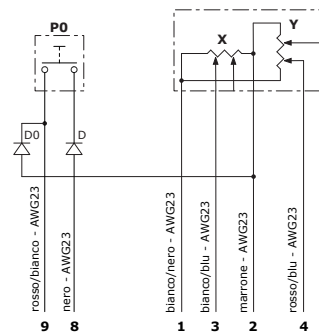 P0
X
Y
D0
D
rosso/bianco - AWG23
nero - AWG23
bianco/nero - AWG23
bianco/blu - AWG23
marrone - AWG23
rosso/blu - AWG23
9 8 1 3 2 4